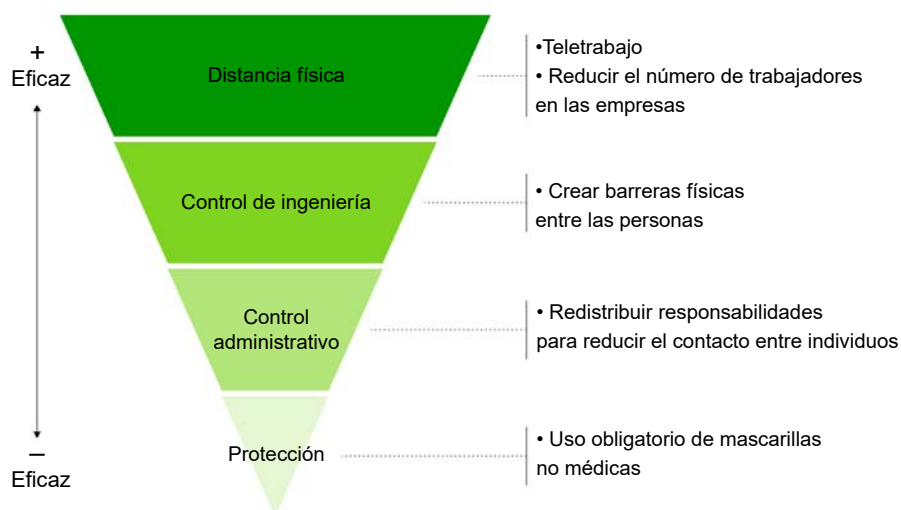 +
Eficaz
Distancia física
•Teletrabajo
• Reducir el número de trabajadores
en las empresas
Control de ingeniería
• Crear barreras físicas
entre las personas
Control
administrativo
• Redistribuir responsabilidades
para reducir el contacto entre individuos
Protección
• Uso obligatorio de mascarillas
no médicas
–
Eficaz